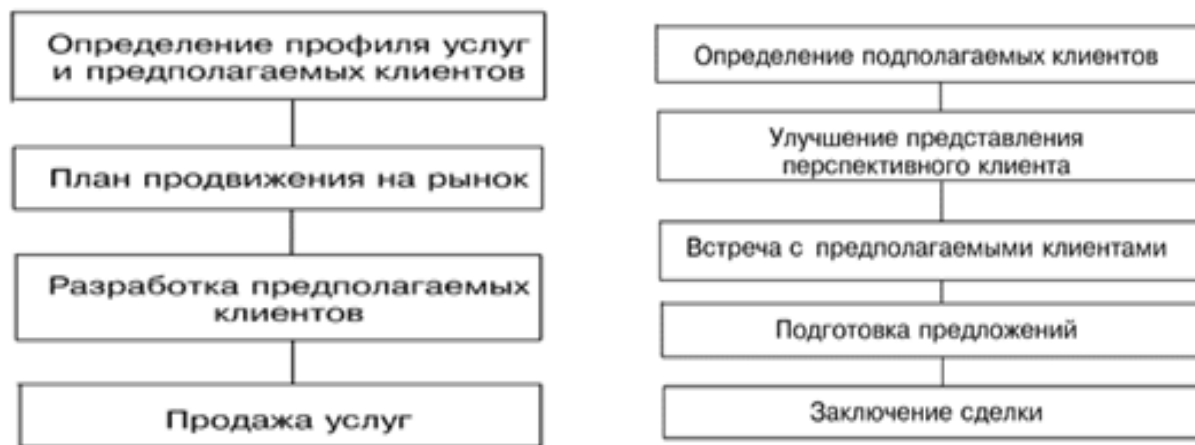 Определение профиля услуг
и предполагаемых клиентов
План продвижения на рынок
Разработка предполагаемых
клиентов
Продажа услуг
Определение подполагаемых клиентов
Улучшение представления
перспективного клиента
Встреча с предполагаемыми клиентами
Подготовка предложений
Заключение сделки